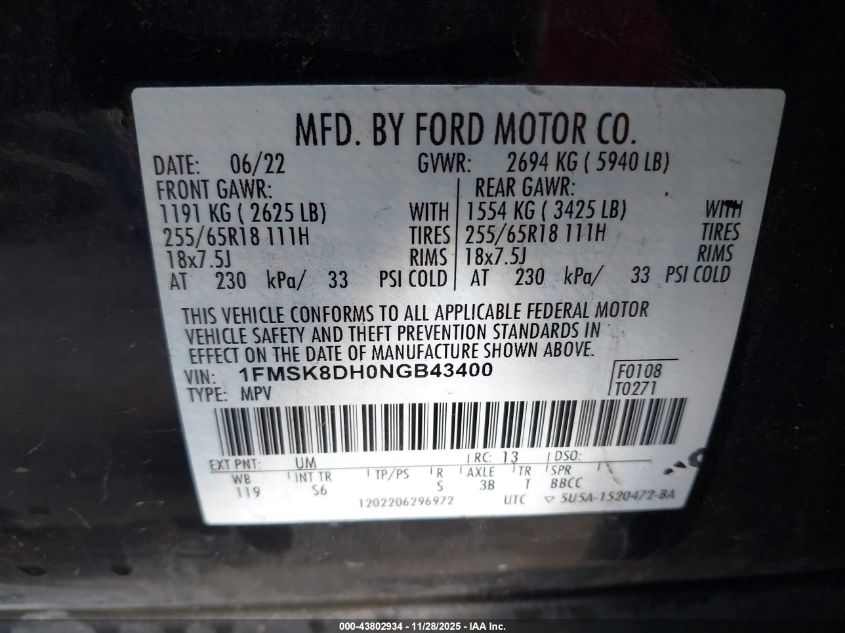 MFD. BY FORD MOTOR CO.
DATE: 06/22 GVWR: 2694 KG ( 5940 LB)
FRONT GAWR: REAR GAWR:
1191 KG ( 2625 LB) WITH 1554 KG ( 3425 LB) WITH
255/65R18 111H TIRES 255/65R18 111H TIRES
18x7.5J RIMS 18x7.5J RIMS
AT 230 kPa/ 33 PSI COLD AT 230 kPa/ 33 PSI COLD
THIS VEHICLE CONFORMS TO ALL APPLICABLE FEDERAL MOTOR
VEHICLE SAFETY AND THEFT PREVENTION STANDARDS IN
EFFECT ON THE DATE OF MANUFACTURE SHOWN ABOVE.
VIN: 1FMSK8DH0NGB43400 F0108
TYPE: MPV T0271
EXT PNT: UM RC: 13 DSO:
WB INT TR TP/PS R AXLE TR SPR
119 S6 S 3B T BBCC
1202206296972 UTC ▽ 5U5A-1520472-BA
000-43802934 - 11/28/2025 - IAA Inc.